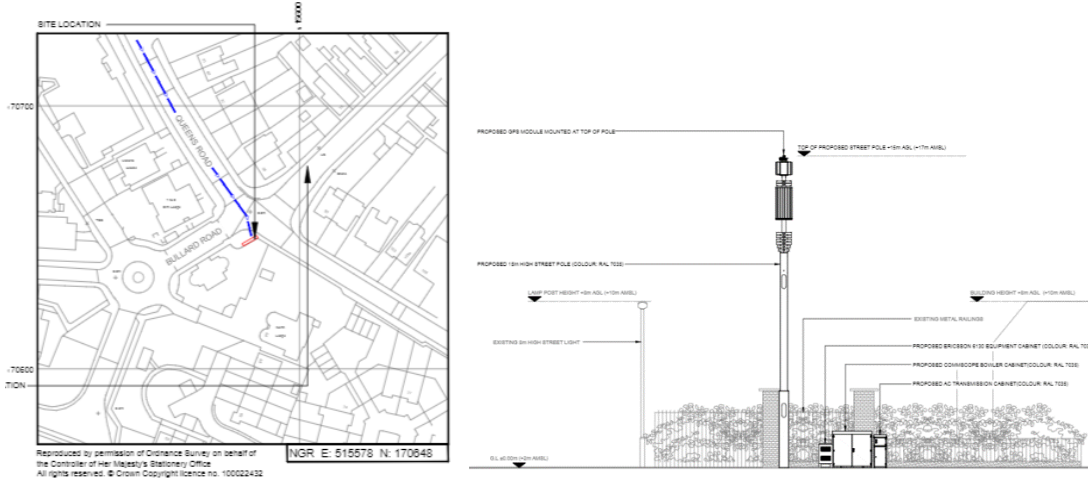 SITE LOCATION
QUEENS ROAD
BULLARD ROAD
Reproduced by permission of Ordnance Survey on behalf of
the Controller of Her Majesty's Stationery Office
All rights reserved. © Crown Copyright licence no. 100022432
NGR E: 515578 N: 170648
PROPOSED GPS MODULE MOUNTED AT TOP OF POLE
TOP OF PROPOSED STREET POLE +15m AGL (+17m AMSL)
PROPOSED 15m HIGH STREET POLE (COLOUR: RAL 7035)
LAMP POST HEIGHT +8m AGL (+10m AMSL)
BUILDING HEIGHT +8m AGL (+10m AMSL)
EXISTING METAL RAILINGS
EXISTING 8m HIGH STREET LIGHT
PROPOSED ERICSSON 6130 EQUIPMENT CABINET (COLOUR: RAL
PROPOSED COMMSCOPE BOWLER CABINET(COLOUR: RAL 7035)
PROPOSED AC TRANSMISSION CABINET(COLOUR: RAL 7035)
G.L ±0.00m (+2m AMSL)